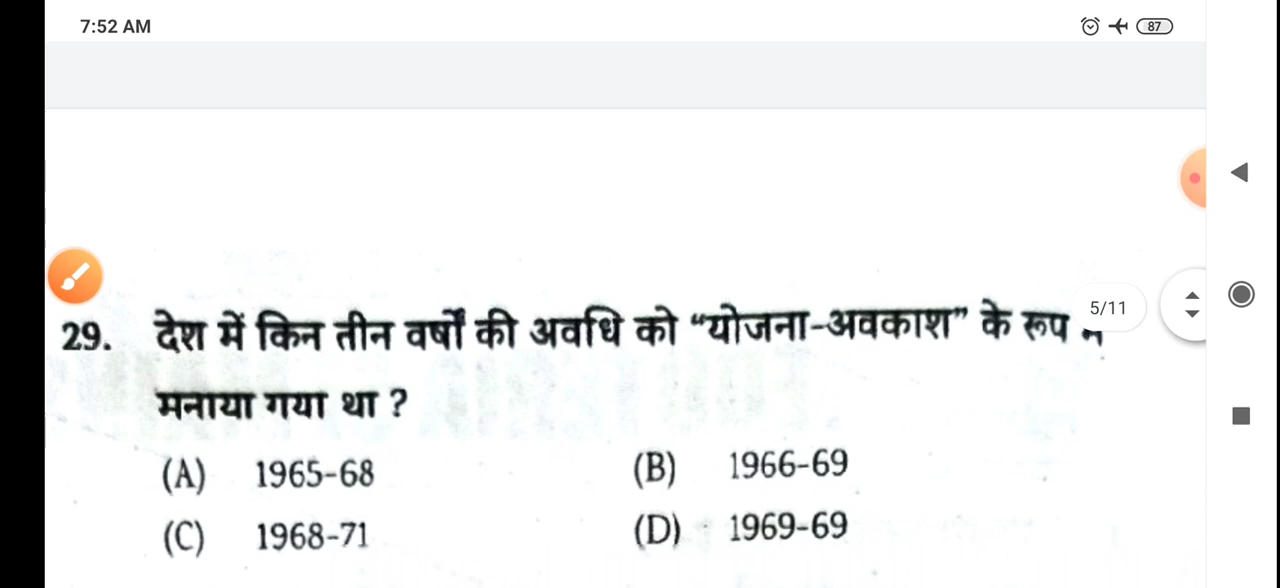 7:52 AM 87
5/11
29. देश में किन तीन वर्षों की अवधि को “योजना-अवकाश” के रूप में
मनाया गया था ?
(A) 1965-68 (B) 1966-69
(C) 1968-71 (D) 1969-69